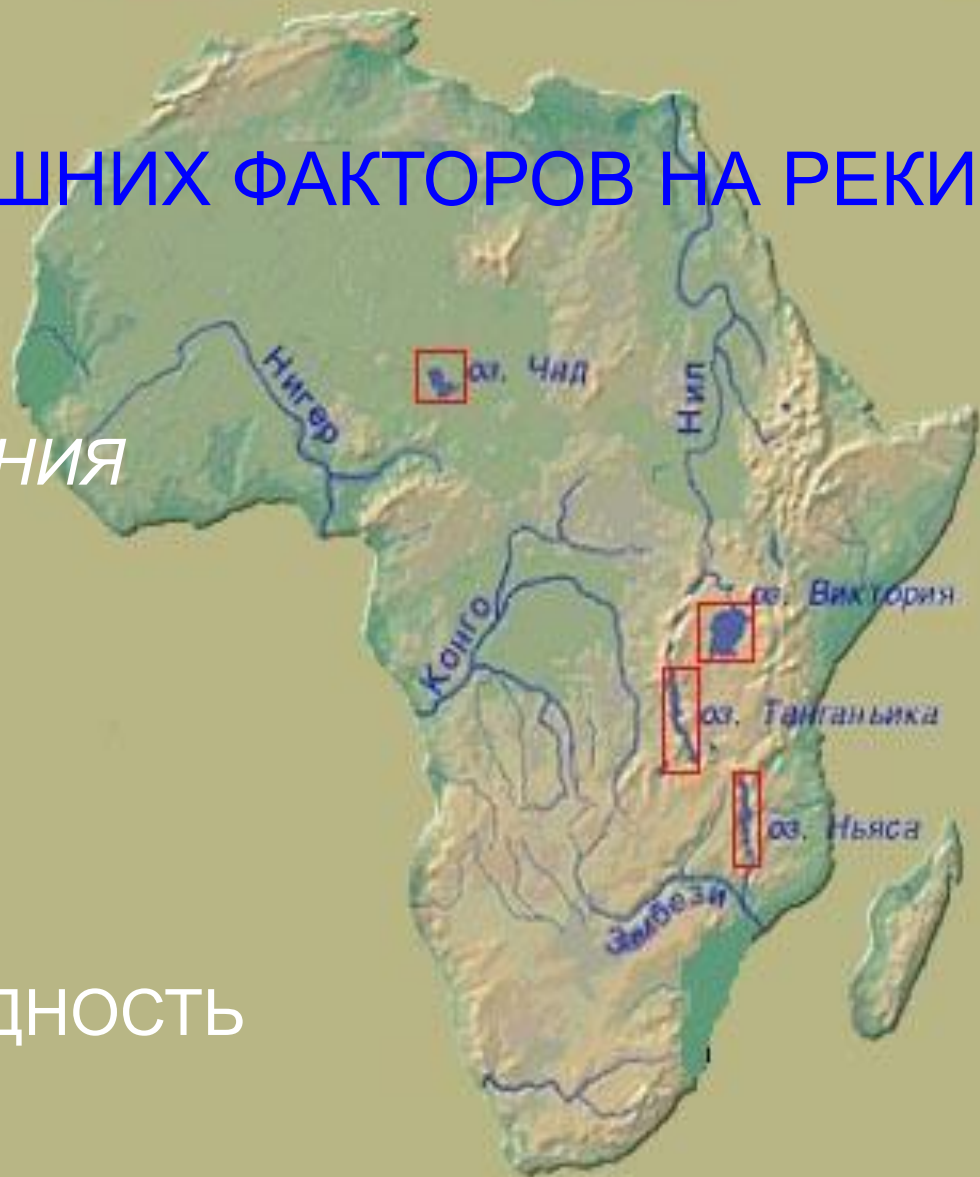 ШНИХ ФАКТОРОВ НА РЕКИ
Нигер
оз. Чад
Нил
НИЯ
оз. Виктория
Конго
оз. Танганьика
оз. Ньяса
Замбези
ДНОСТЬ